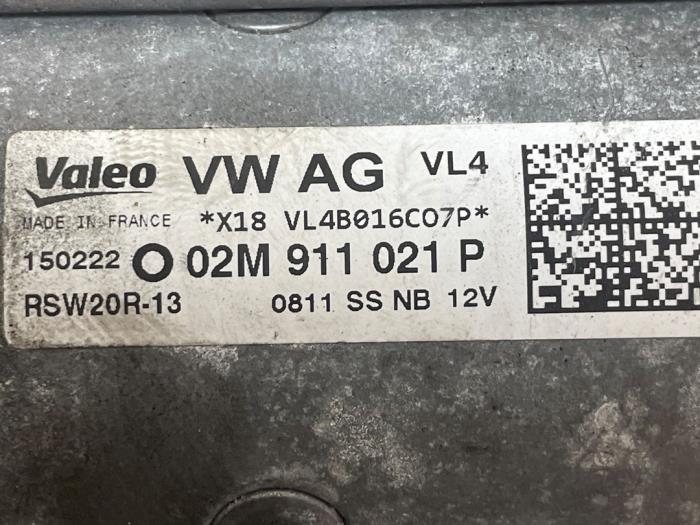 Valeo VW AG VL4
MADE IN FRANCE *X18 VL4B016C07P*
150222 O 02M 911 021 P
RSW20R-13 0811 SS NB 12V